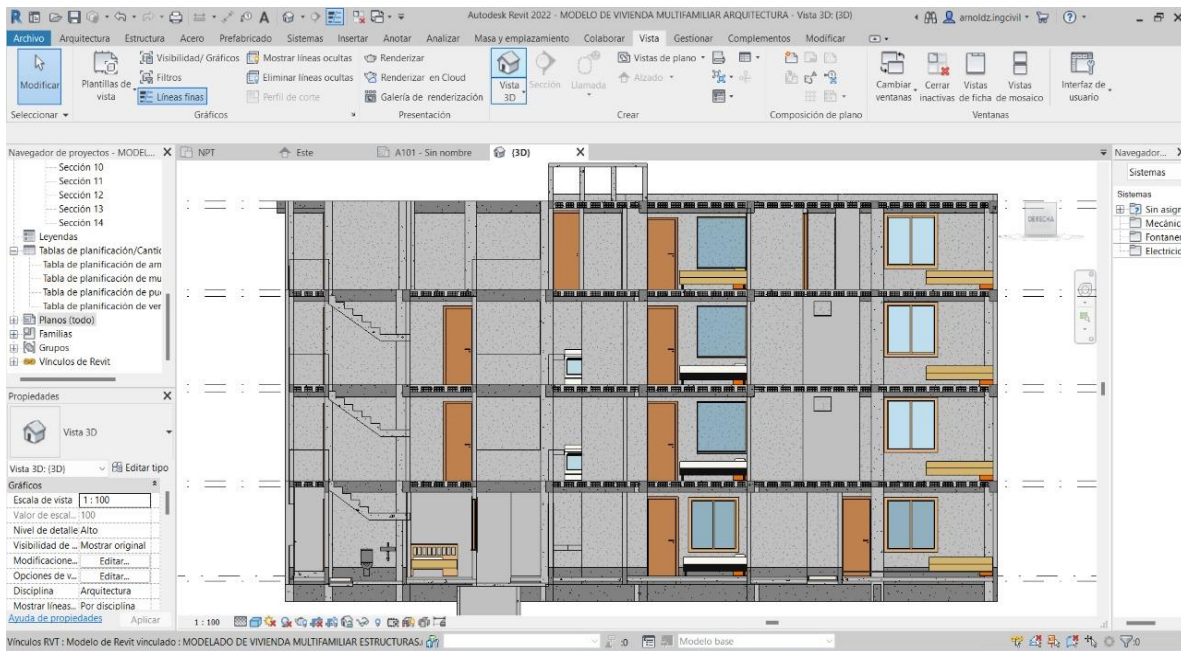 Autodesk Revit 2022 - MODELO DE VIVIENDA MULTIFAMILIAR ARQUITECTURA - Vista 3D: {3D}
arnoldz.ingcivil
Archivo Arquitectura Estructura Acero Prefabricado Sistemas Insertar Anotar Analizar Masa y emplazamiento Colaborar Vista Gestionar Complementos Modificar
Modificar
Plantillas de vista
Visibilidad/ Gráficos
Filtros
Líneas finas
Mostrar líneas ocultas
Eliminar líneas ocultas
Perfil de corte
Renderizar
Renderizar en Cloud
Galería de renderización
Vista 3D
Sección
Llamada
Vistas de plano
Alzado
Cambiar ventanas
Cerrar inactivas
Vistas de ficha
Vistas de mosaico
Interfaz de usuario
Seleccionar
Gráficos
Presentación
Crear
Composición de plano
Ventanas
Navegador de proyectos - MODEL...
NPT
Este
A101 - Sin nombre
{3D}
Navegador...
Sección 10
Sección 11
Sección 12
Sección 13
Sección 14
Leyendas
Tablas de planificación/Cantic
Tabla de planificación de arn
Tabla de planificación de mu
Tabla de planificación de pu
Tabla de planificación de ver
Planos (todo)
Familias
Grupos
Vínculos de Revit
Propiedades
Vista 3D
Vista 3D: {3D}
Editar tipo
Gráficos
Escala de vista 1 : 100
Valor de escal... 100
Nivel de detalle Alto
Visibilidad de ... Mostrar original
Modificacione... Editar...
Opciones de v... Editar...
Disciplina Arquitectura
Mostrar líneas... Por disciplina
Ayuda de propiedades
Aplicar
DERECHA
Sistemas
Sistemas
Sin asign
Mecánic
Fontaner
Electricid
1 : 100
Vínculos RVT : Modelo de Revit vinculado : MODELADO DE VIVIENDA MULTIFAMILIAR ESTRUCTURAS.r
:0
Modelo base
:0